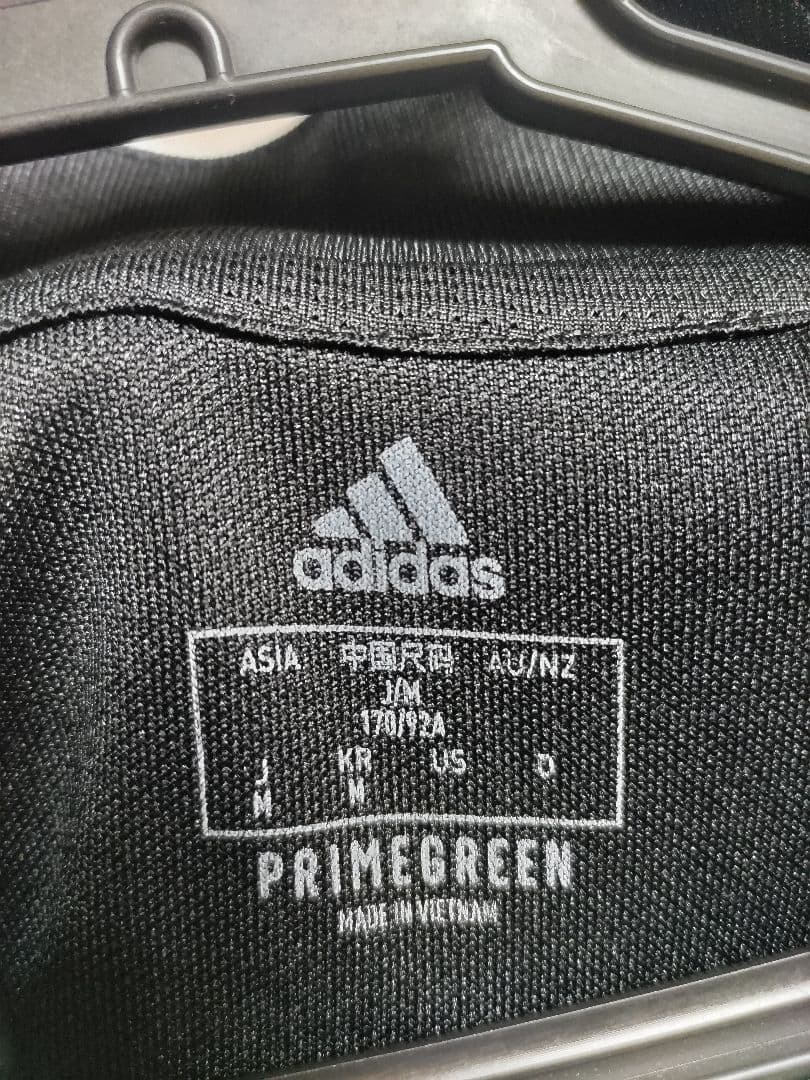 adidas
ASIA 中国尺码 AU/NZ
J/M
170/92A
J KR US D
M M
PRIMEGREEN
MADE IN VIETNAM